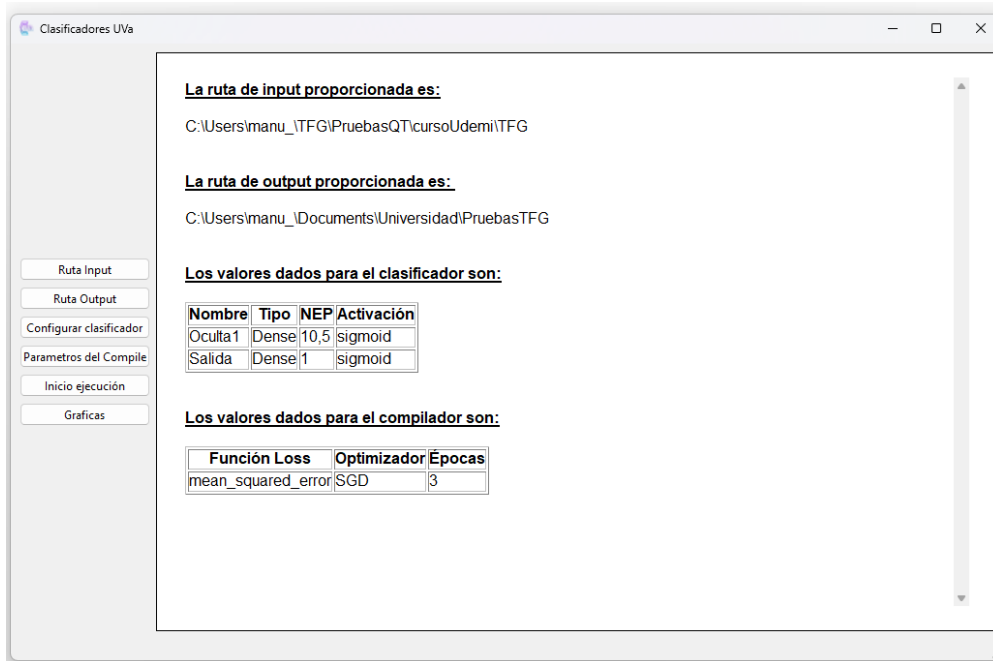 Clasificadores UVa
La ruta de input proporcionada es:
C:\Users\manu_\TFG\PruebasQT\cursoUdemi\TFG
La ruta de output proporcionada es:
C:\Users\manu_\Documents\Universidad\PruebasTFG
Ruta Input
Ruta Output
Configurar clasificador
Parametros del Compile
Inicio ejecución
Graficas
Los valores dados para el clasificador son:
Nombre Tipo NEP Activación
Oculta1 Dense 10,5 sigmoid
Salida Dense 1 sigmoid
Los valores dados para el compilador son:
Función Loss Optimizador Épocas
mean_squared_error SGD 3